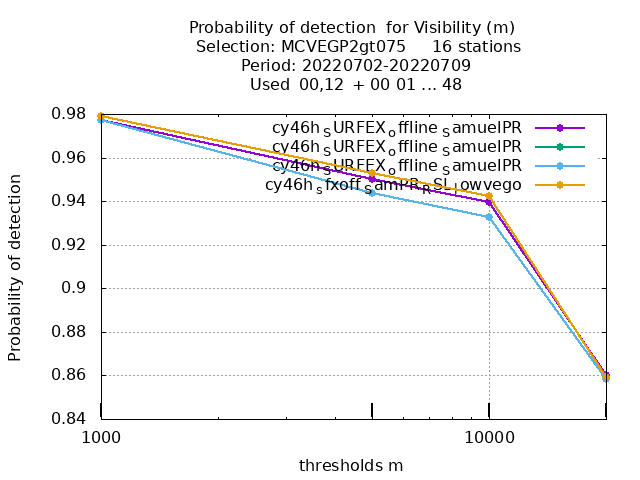 Probability of detection for Visibility (m)
Selection: MCVEGP2gt075 16 stations
Period: 20220702-20220709
Used 00,12 + 00 01 ... 48
0.98
0.96
0.94
0.92
0.9
0.88
0.86
0.84
Probability of detection
cy46h_SURFEX_offline_SamuelPR
cy46h_SURFEX_offline_SamuelPR
cy46h_SURFEX_offline_SamuelPR
cy46h_sfxoff_SamPR_RSL_lowvego
1000
10000
thresholds m